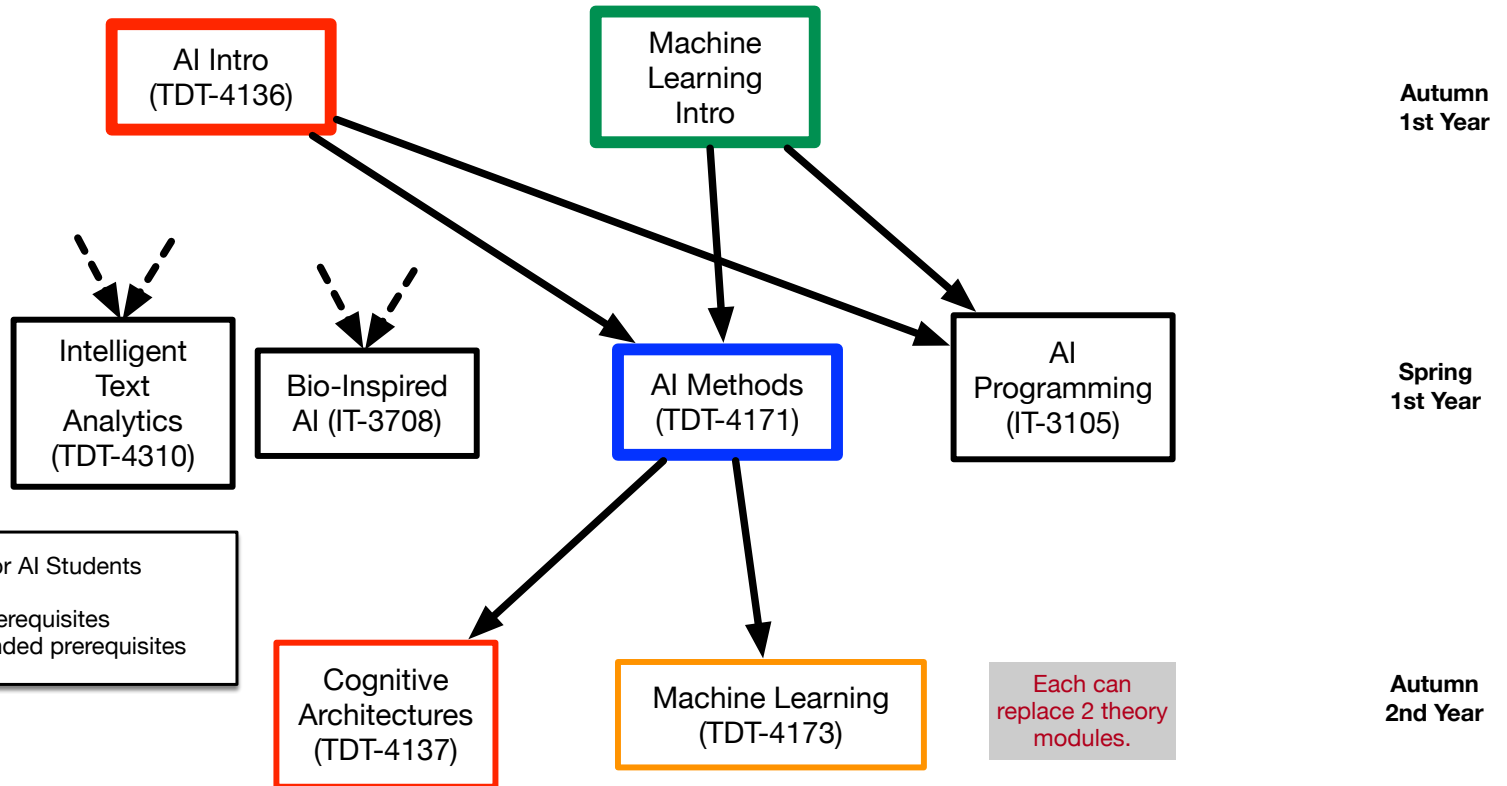 AI Intro
(TDT-4136)
Machine
Learning
Intro
Autumn
1st Year
Intelligent
Text
Analytics
(TDT-4310)
Bio-Inspired
AI (IT-3708)
AI Methods
(TDT-4171)
AI
Programming
(IT-3105)
Spring
1st Year
or AI Students
erequisites
nded prerequisites
Cognitive
Architectures
(TDT-4137)
Machine Learning
(TDT-4173)
Each can
replace 2 theory
modules.
Autumn
2nd Year